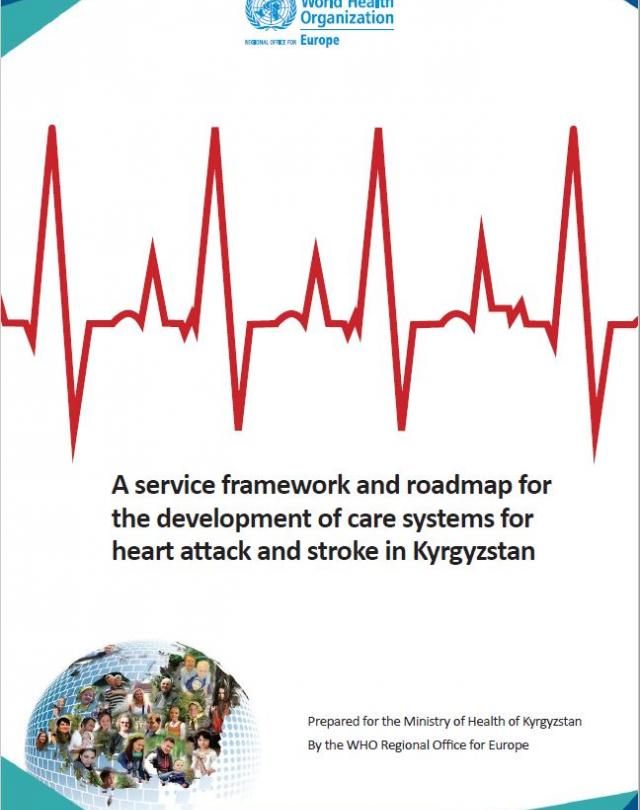 World Health
Organization
REGIONAL OFFICE FOR Europe
A service framework and roadmap for
the development of care systems for
heart attack and stroke in Kyrgyzstan
Prepared for the Ministry of Health of Kyrgyzstan
By the WHO Regional Office for Europe